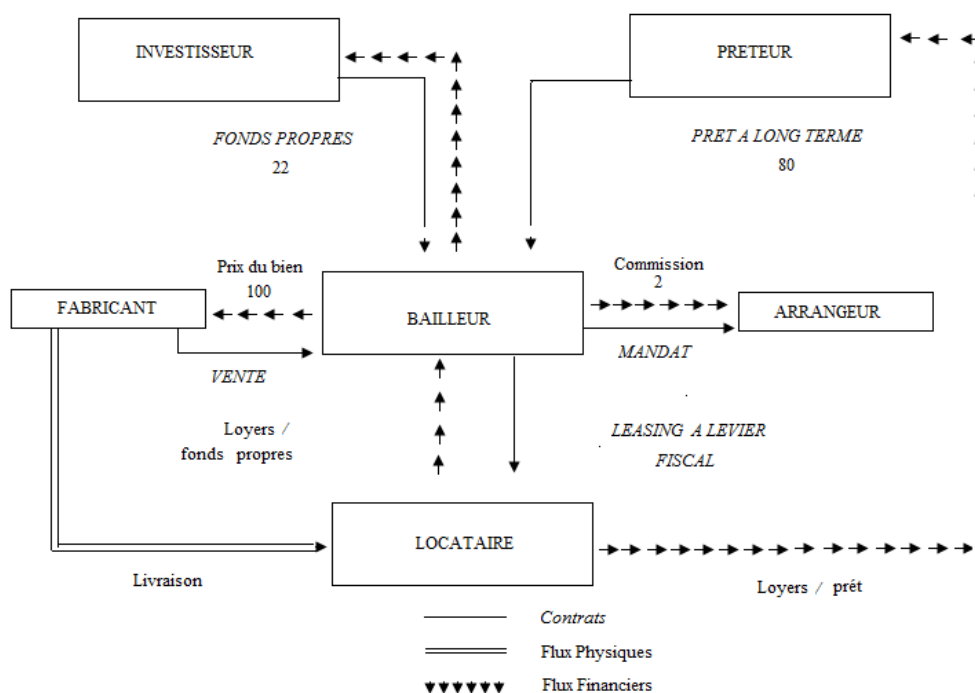 INVESTISSEUR
PRETEUR
FONDS PROPRES
22
PRET A LONG TERME
80
Prix du bien
100
Commission
2
FABRICANT
BAILLEUR
ARRANGEUR
VENTE
MANDAT
Loyers /
fonds propres
LEASING A LEVIER
FISCAL
LOCATAIRE
Livraison
Loyers / prét
Contrats
Flux Physiques
Flux Financiers